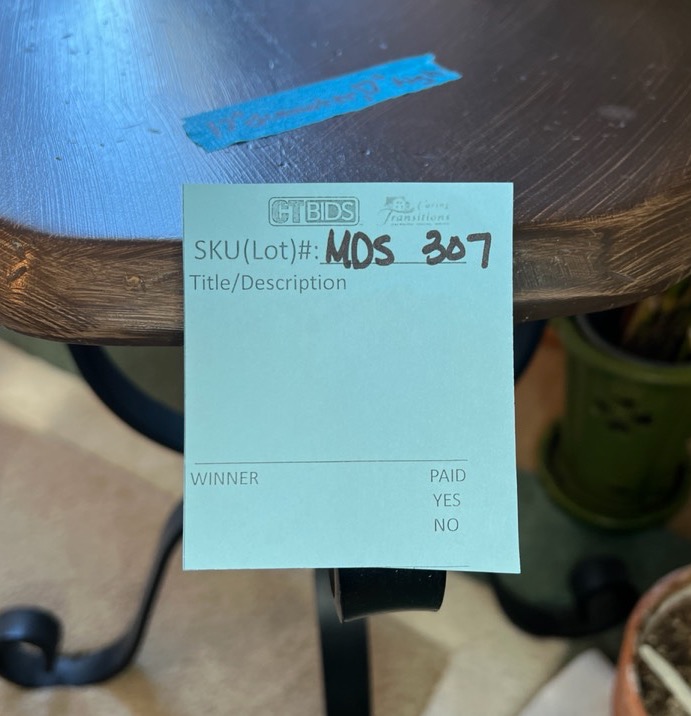 CTBIDS Caring Transitions
SKU(Lot)#: MDS 307
Title/Description
WINNER PAID
YES
NO